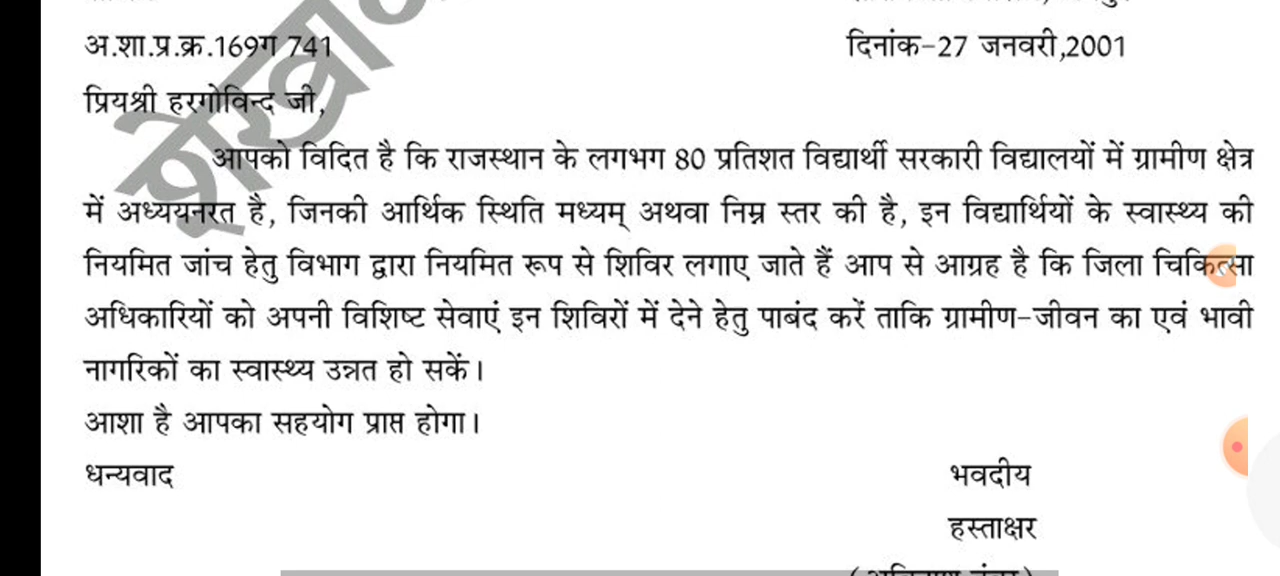 अ.शा.प्र.क्र.169ग 741 दिनांक-27 जनवरी,2001
प्रियश्री हरगोविन्द जी,
आपको विदित है कि राजस्थान के लगभग 80 प्रतिशत विद्यार्थी सरकारी विद्यालयों में ग्रामीण क्षेत्र
में अध्ययनरत है, जिनकी आर्थिक स्थिति मध्यम् अथवा निम्न स्तर की है, इन विद्यार्थियों के स्वास्थ्य की
नियमित जांच हेतु विभाग द्वारा नियमित रूप से शिविर लगाए जाते हैं आप से आग्रह है कि जिला चिकित्सा
अधिकारियों को अपनी विशिष्ट सेवाएं इन शिविरों में देने हेतु पाबंद करें ताकि ग्रामीण-जीवन का एवं भावी
नागरिकों का स्वास्थ्य उन्नत हो सकें।
आशा है आपका सहयोग प्राप्त होगा।
धन्यवाद भवदीय
हस्ताक्षर